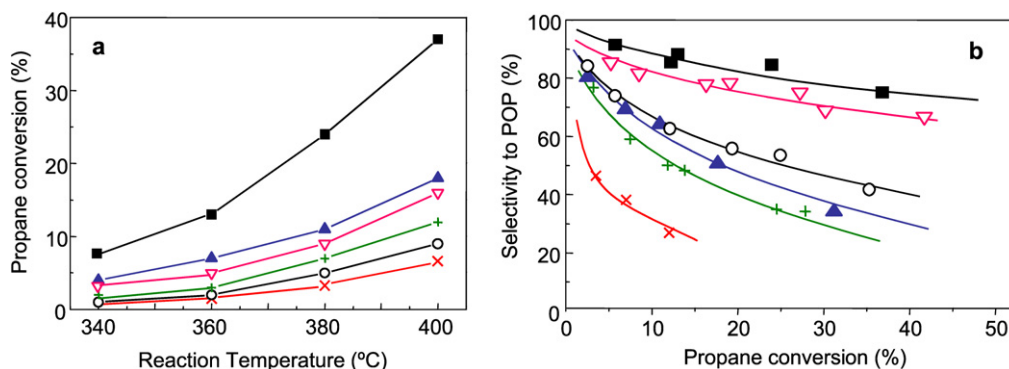 a
Propane conversion (%)
40
30
20
10
0
340 360 380 400
Reaction Temperature (ºC)
b
Selectivity to POP (%)
100
80
60
40
20
0 10 20 30 40 50
Propane conversion (%)